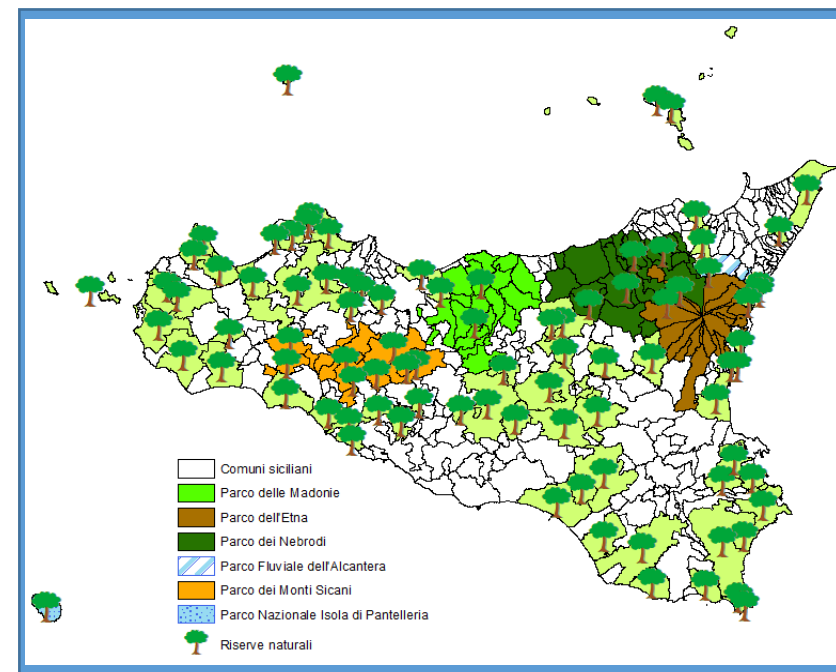 Comuni siciliani
Parco delle Madonie
Parco dell'Etna
Parco dei Nebrodi
Parco Fluviale dell'Alcantera
Parco dei Monti Sicani
Parco Nazionale Isola di Pantelleria
Riserve naturali